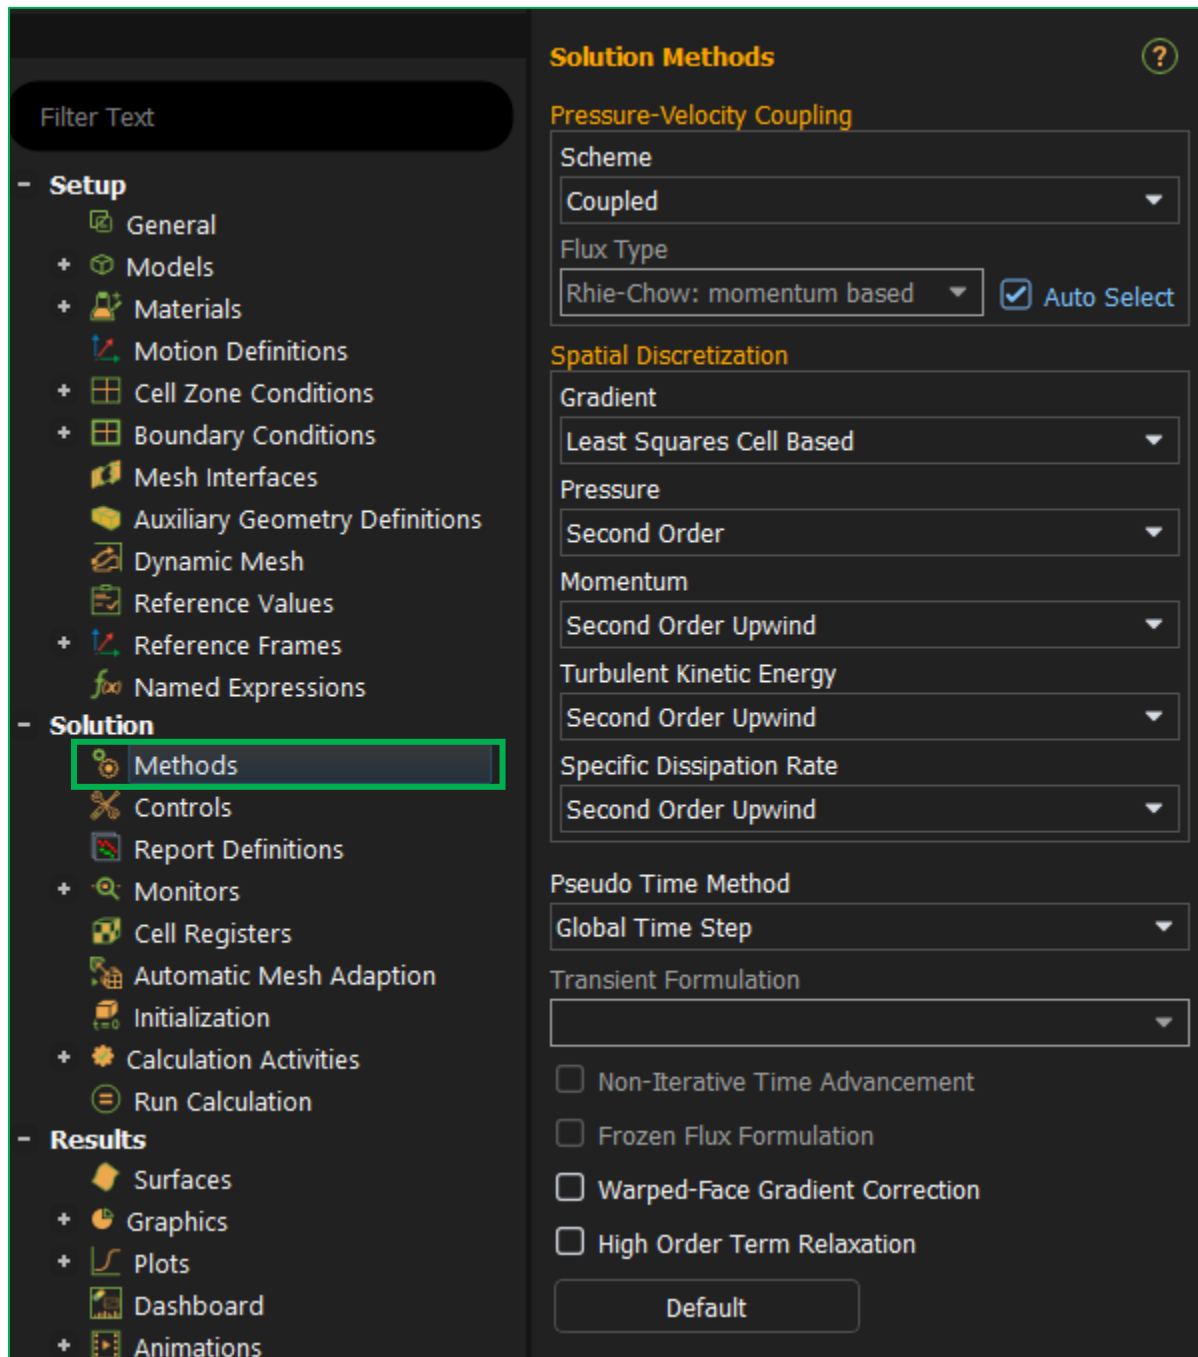 Filter Text
Setup
General
Models
Materials
Motion Definitions
Cell Zone Conditions
Boundary Conditions
Mesh Interfaces
Auxiliary Geometry Definitions
Dynamic Mesh
Reference Values
Reference Frames
f(x) Named Expressions
Solution
Methods
Controls
Report Definitions
Monitors
Cell Registers
Automatic Mesh Adaption
t=0 Initialization
Calculation Activities
Run Calculation
Results
Surfaces
Graphics
Plots
Dashboard
Animations
Solution Methods
?
Pressure-Velocity Coupling
Scheme
Coupled
Flux Type
Rhie-Chow: momentum based
Auto Select
Spatial Discretization
Gradient
Least Squares Cell Based
Pressure
Second Order
Momentum
Second Order Upwind
Turbulent Kinetic Energy
Second Order Upwind
Specific Dissipation Rate
Second Order Upwind
Pseudo Time Method
Global Time Step
Transient Formulation
Non-Iterative Time Advancement
Frozen Flux Formulation
Warped-Face Gradient Correction
High Order Term Relaxation
Default